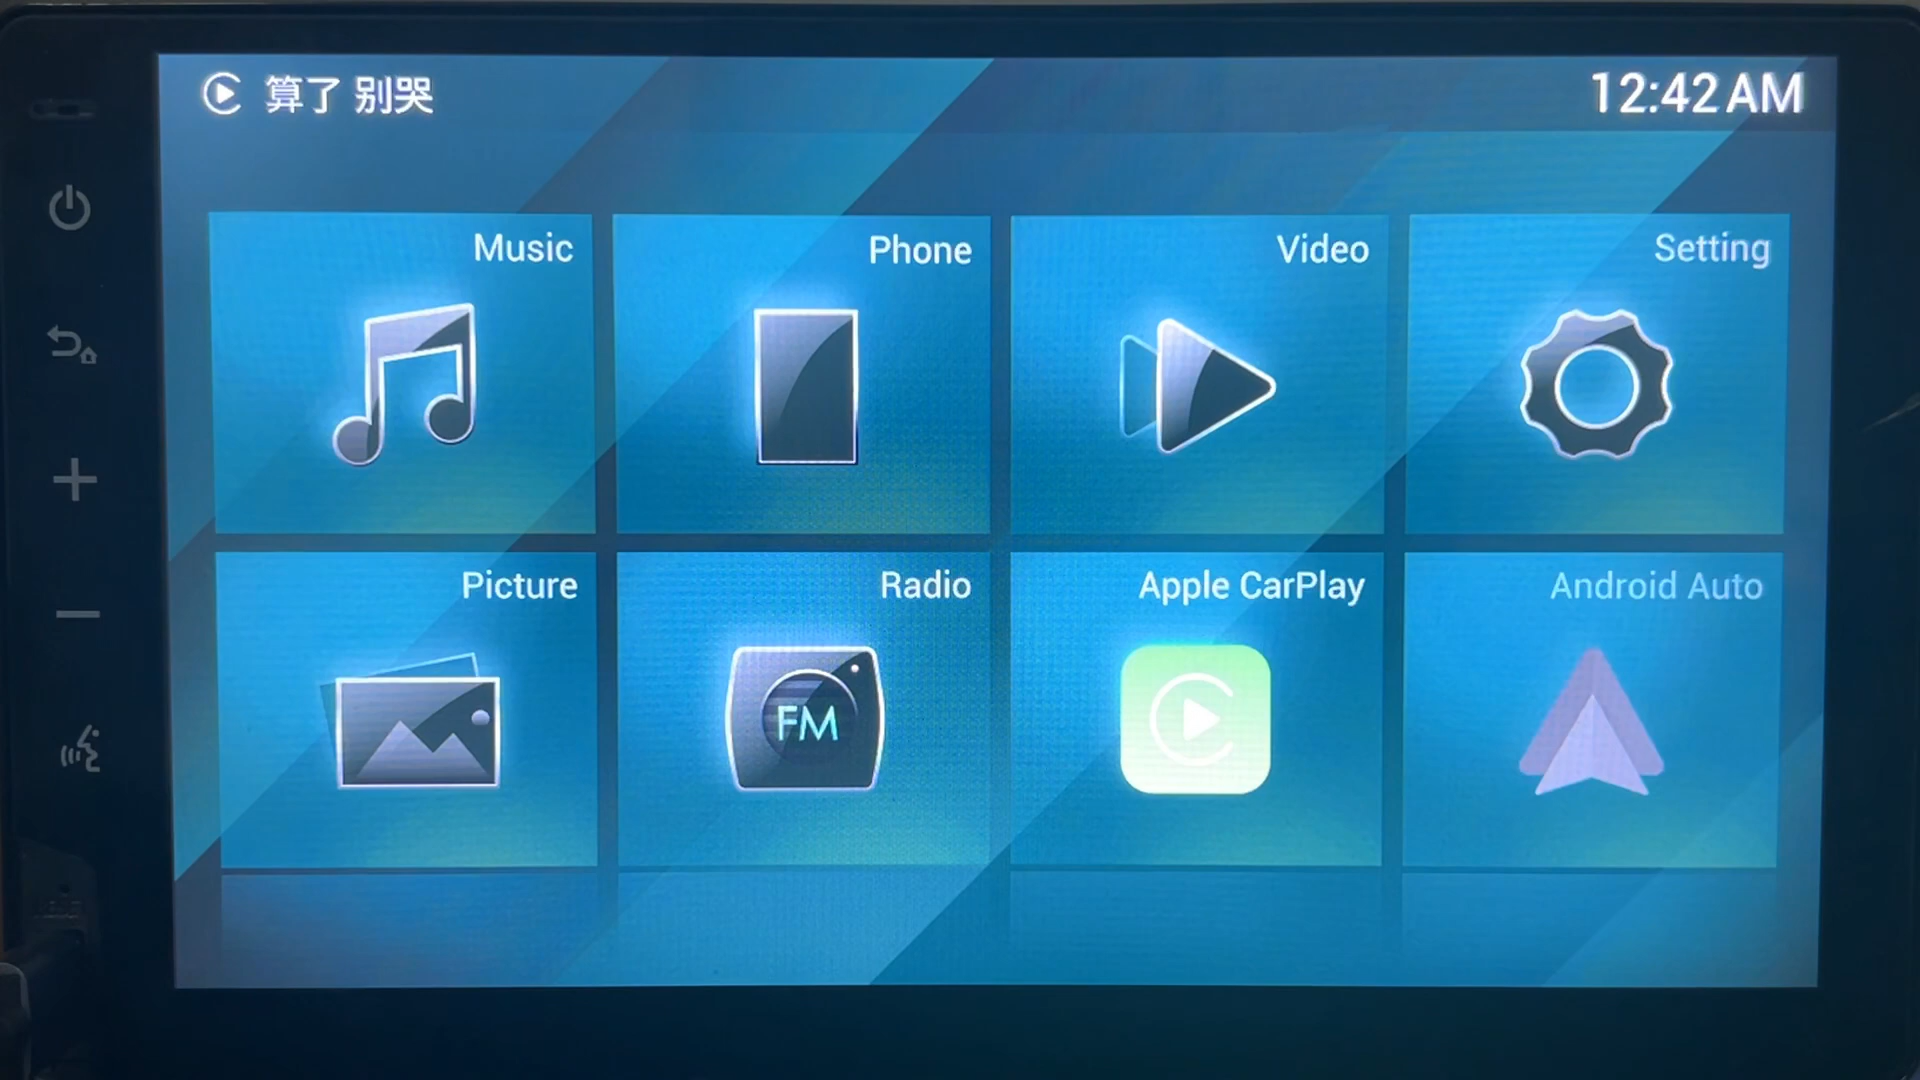 算了 别哭
12:42 AM
Music
Phone
Video
Setting
Picture
Radio
Apple CarPlay
Android Auto
FM